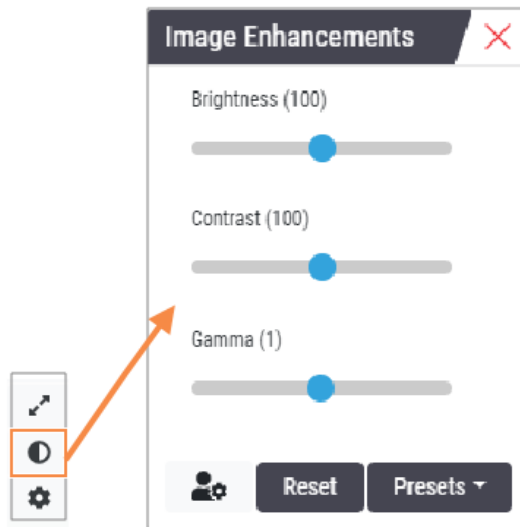 Image Enhancements
Brightness (100)
Contrast (100)
Gamma (1)
Reset Presets